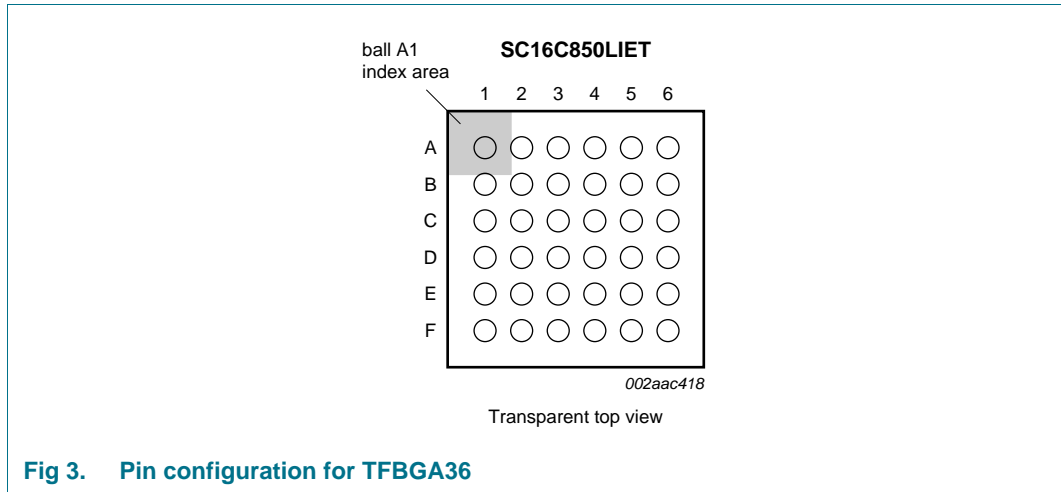 ball A1
index area
SC16C850LIET
1 2 3 4 5 6
A
B
C
D
E
F
002aac418
Transparent top view
Fig 3. Pin configuration for TFBGA36